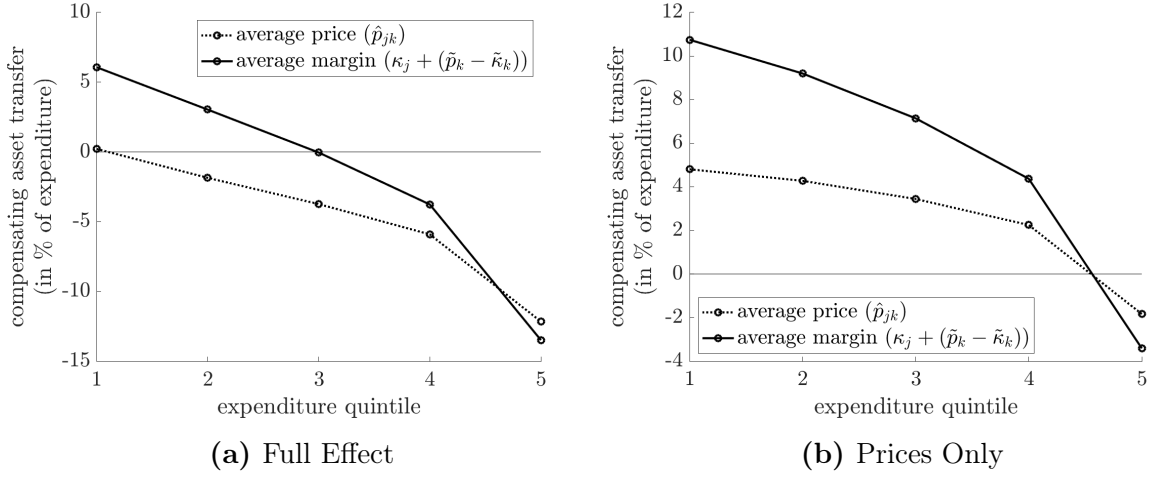 compensating asset transfer
(in % of expenditure)
10
5
0
-5
-10
-15
average price (p̂_jk)
average margin (κ_j + (p̃_k − κ̃_k))
1 2 3 4 5
expenditure quintile
(a) Full Effect
compensating asset transfer
(in % of expenditure)
12
10
8
6
4
2
0
-2
-4
average price (p̂_jk)
average margin (κ_j + (p̃_k − κ̃_k))
1 2 3 4 5
expenditure quintile
(b) Prices Only